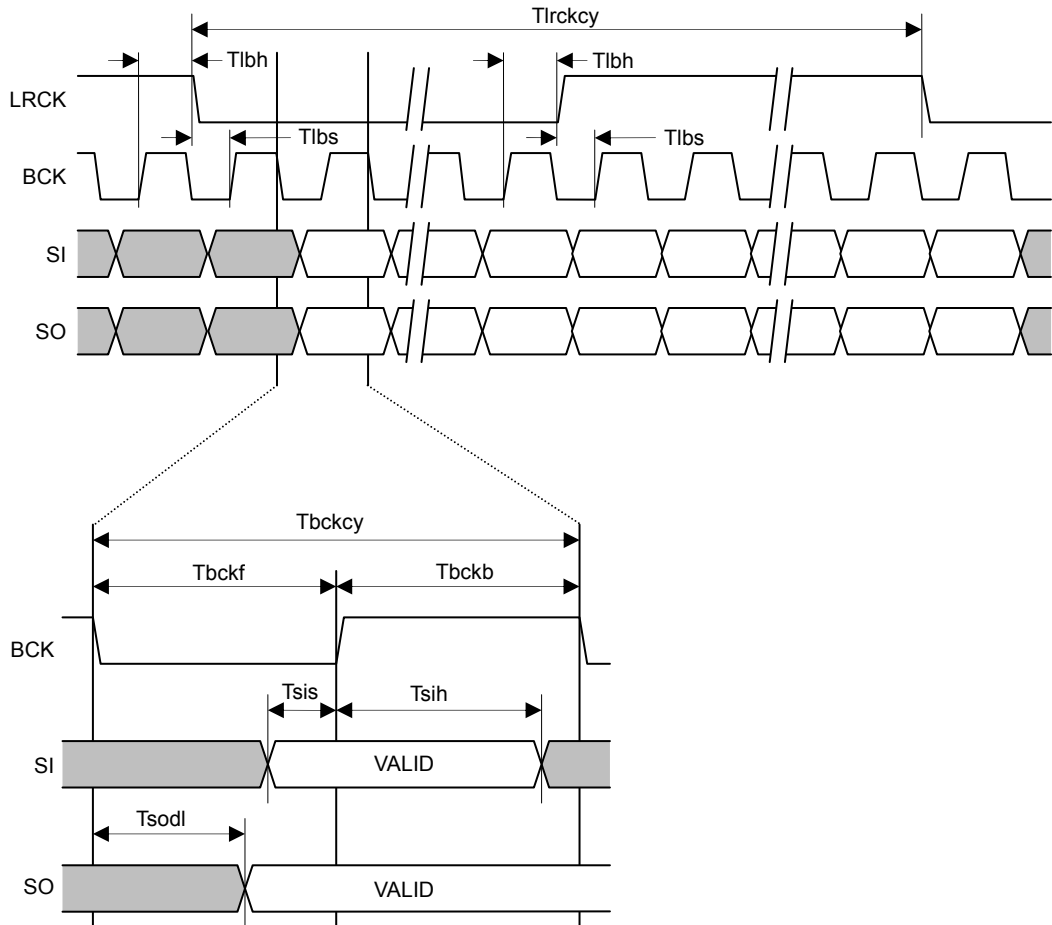 Tlrckcy
Tlbh
Tlbh
LRCK
Tlbs
Tlbs
BCK
SI
SO
Tbckcy
Tbckf
Tbckb
BCK
Tsis
Tsih
SI
VALID
Tsodl
SO
VALID